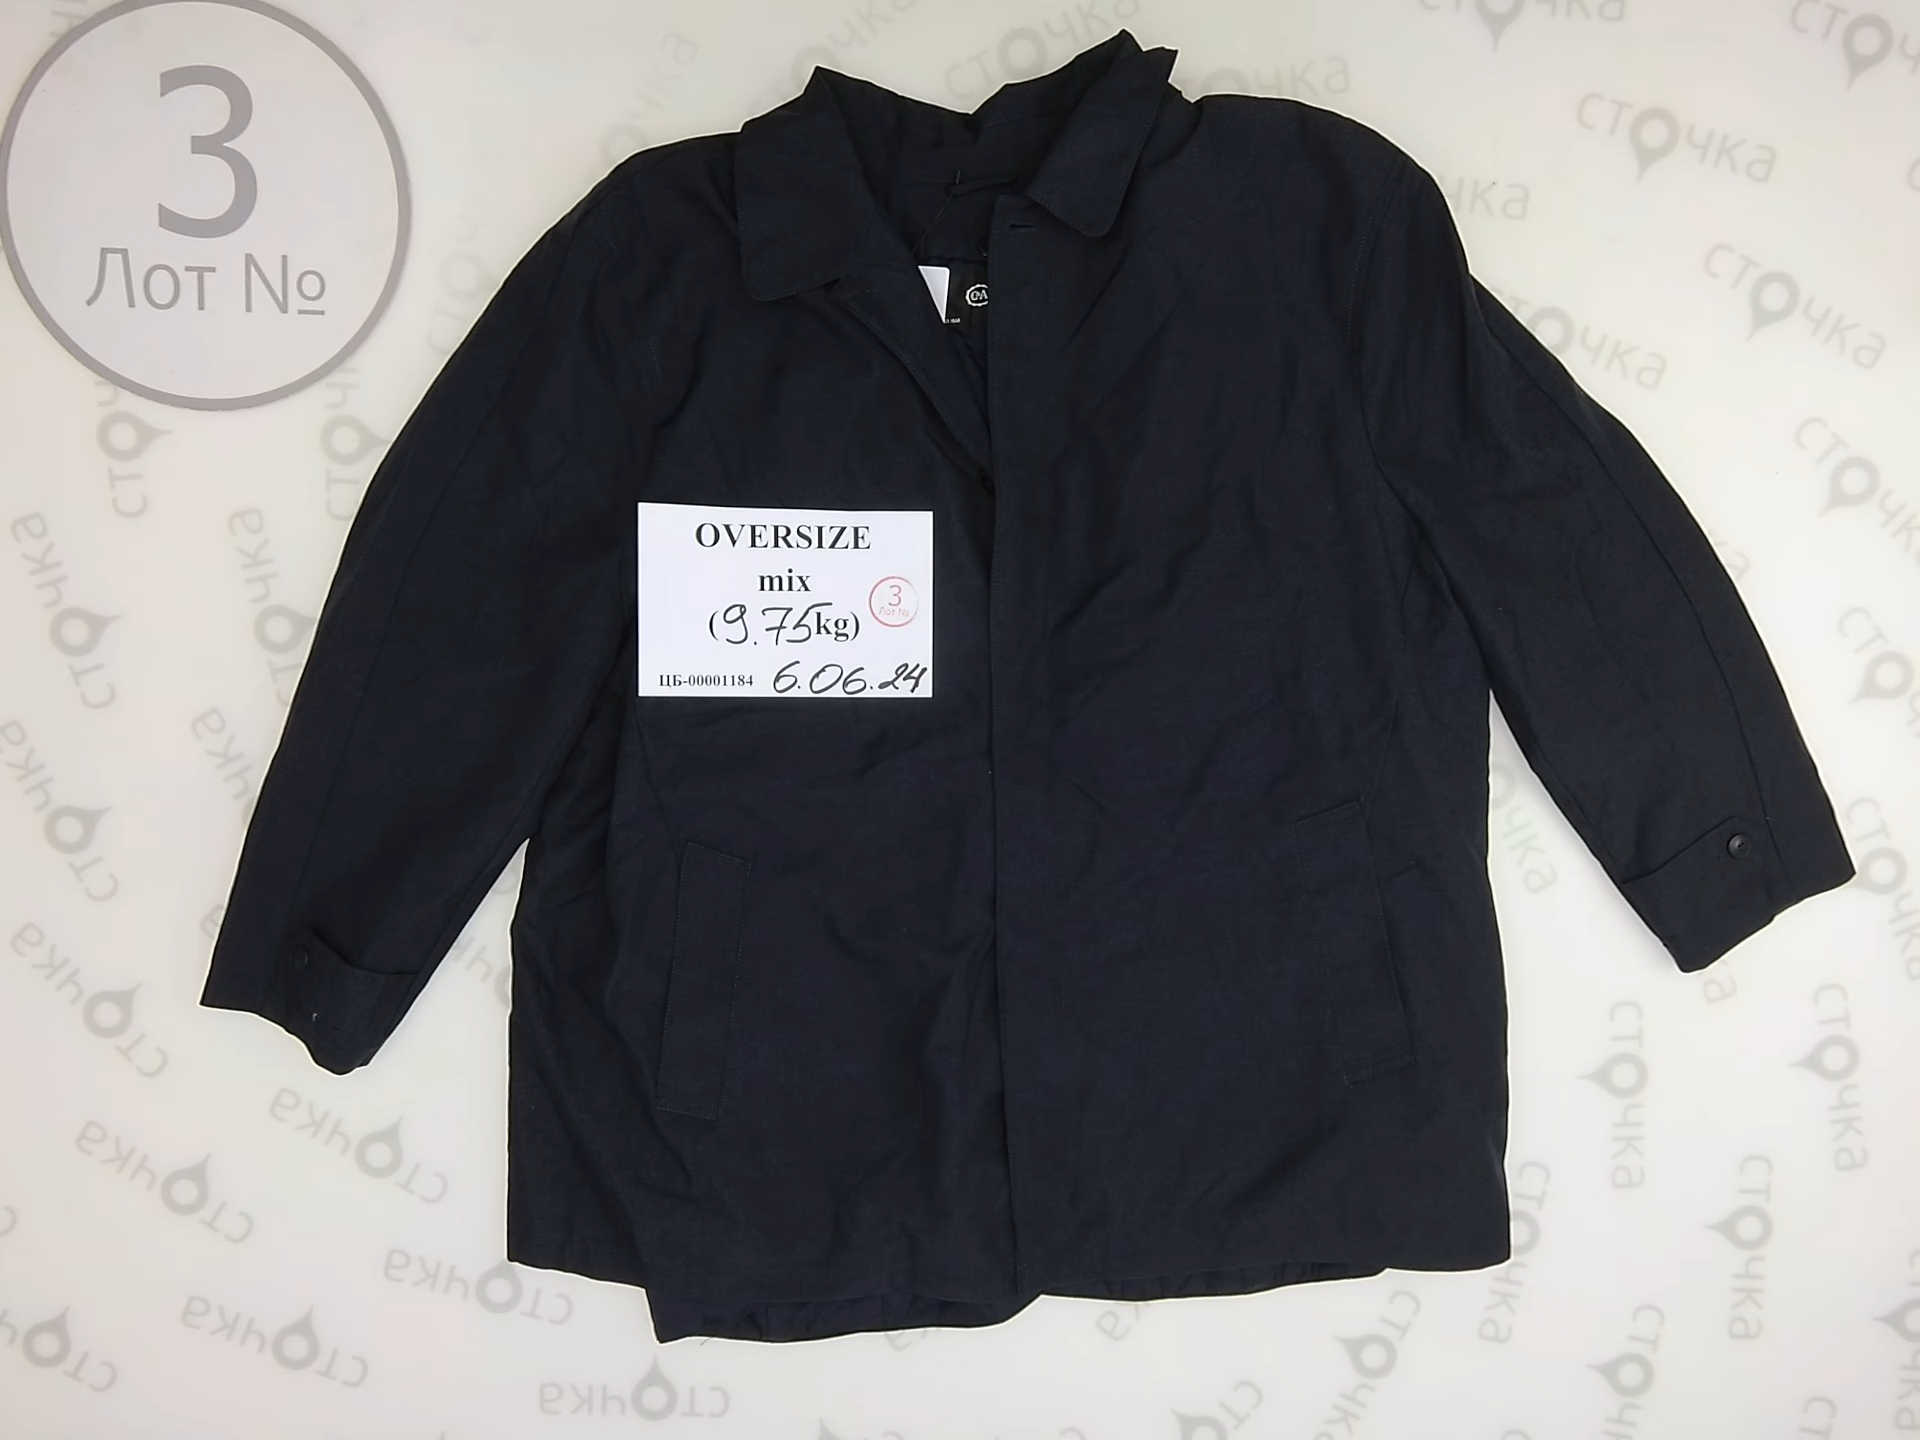 3
Лот №
C&A
OVERSIZE
mix
(9.75kg)
3
Лот №
ЦБ-00001184 6.06.24
сточка